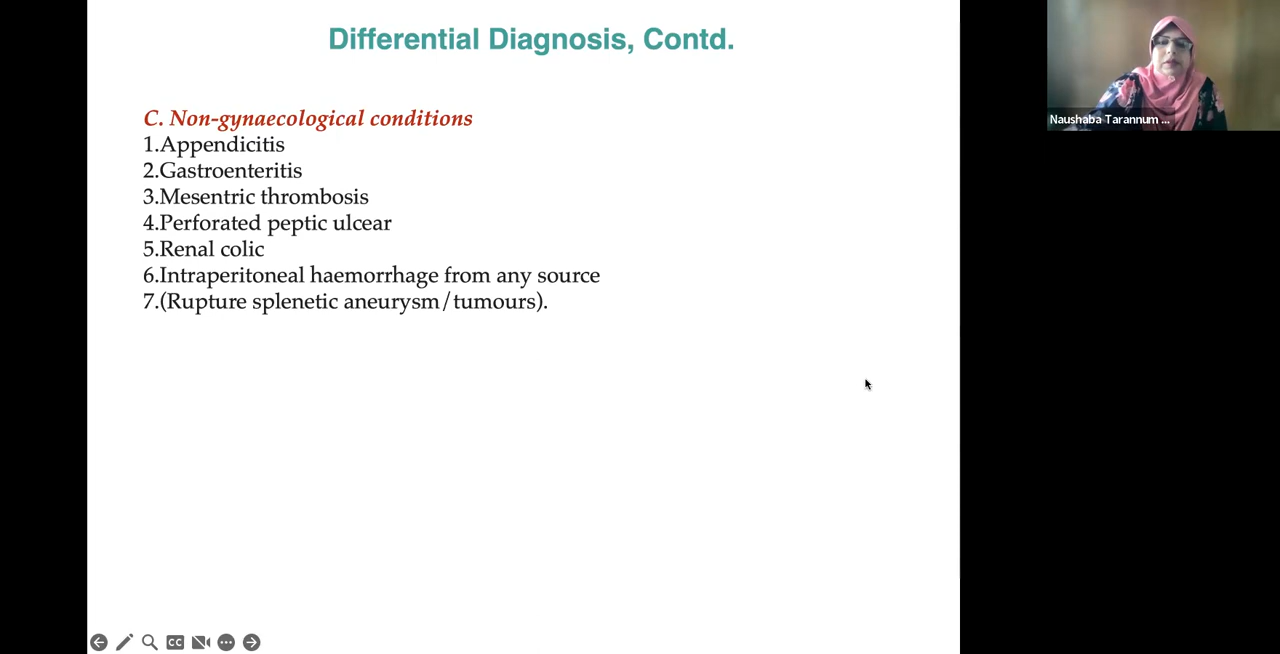 Differential Diagnosis, Contd.
C. Non-gynaecological conditions
1.Appendicitis
2.Gastroenteritis
3.Mesentric thrombosis
4.Perforated peptic ulcear
5.Renal colic
6.Intraperitoneal haemorrhage from any source
7.(Rupture splenetic aneurysm/tumours).
Naushaba Tarannum ...
CC